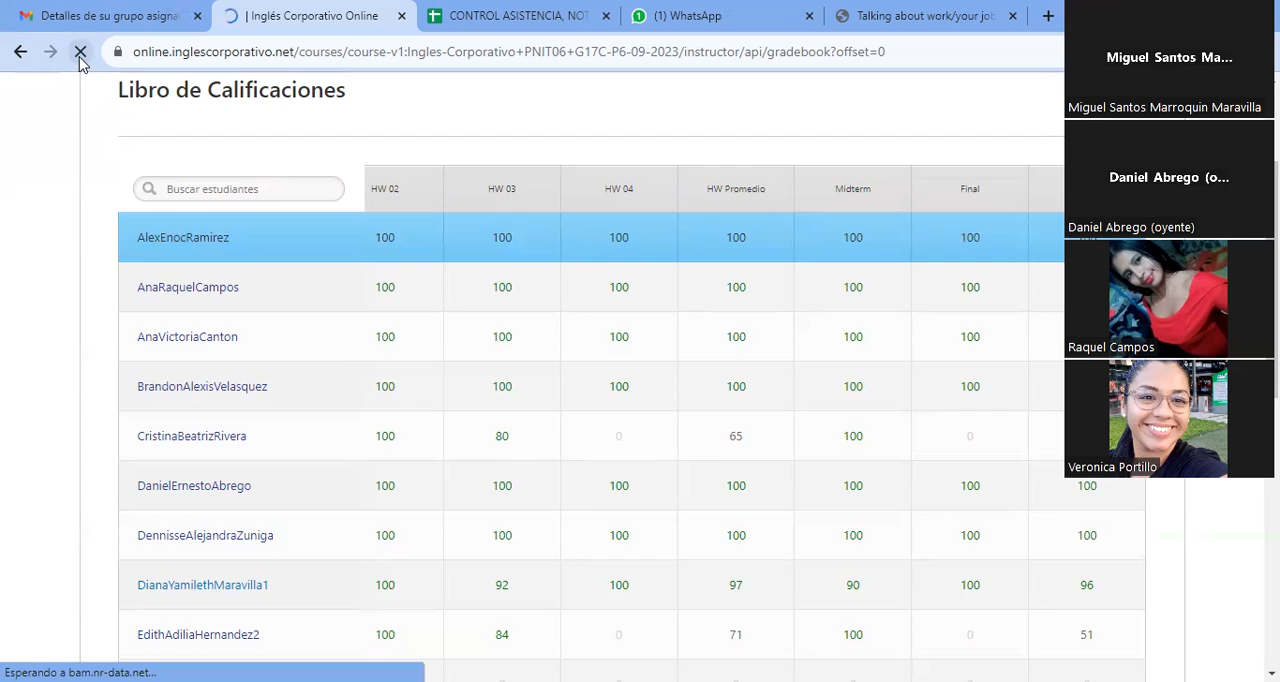 Detalles de su grupo asigna
| Inglés Corporativo Online
CONTROL ASISTENCIA, NOT
(1) WhatsApp
Talking about work/your job
online.inglescorporativo.net/courses/course-v1:Ingles-Corporativo+PNIT06+G17C-P6-09-2023/instructor/api/gradebook?offset=0
Libro de Calificaciones
Buscar estudiantes HW 02 HW 03 HW 04 HW Promedio Midterm Final
AlexEnocRamirez 100 100 100 100 100 100
AnaRaquelCampos 100 100 100 100 100 100
AnaVictoriaCanton 100 100 100 100 100 100
BrandonAlexisVelasquez 100 100 100 100 100 100
CristinaBeatrizRivera 100 80 0 65 100 0
DanielErnestoAbrego 100 100 100 100 100 100 100
DennisseAlejandraZuniga 100 100 100 100 100 100 100
DianaYamilethMaravilla1 100 92 100 97 90 100 96
EdithAdiliaHernandez2 100 84 0 71 100 0 51
Esperando a bam.nr-data.net...
Miguel Santos Ma...
Miguel Santos Marroquin Maravilla
Daniel Abrego (o...
Daniel Abrego (oyente)
Raquel Campos
Veronica Portillo